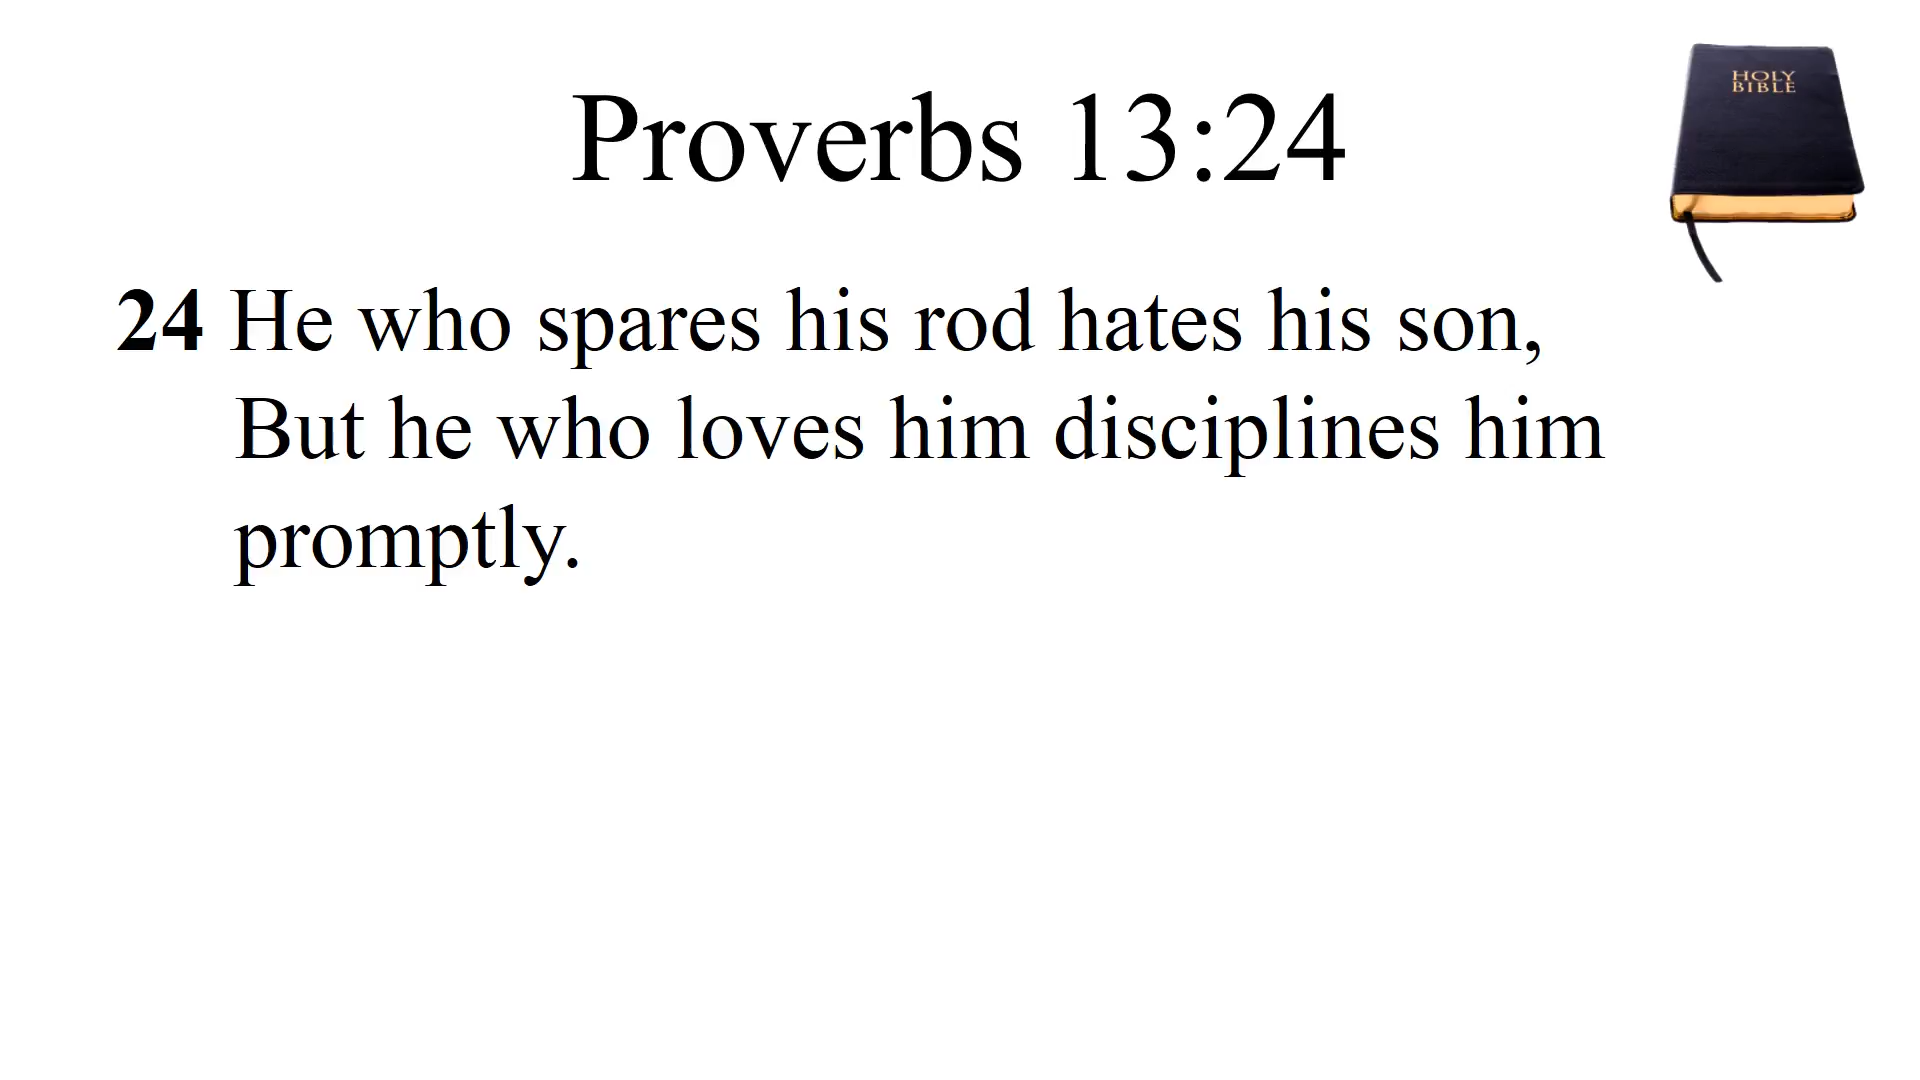 Proverbs 13:24
HOLY
BIBLE
24 He who spares his rod hates his son,
But he who loves him disciplines him
promptly.